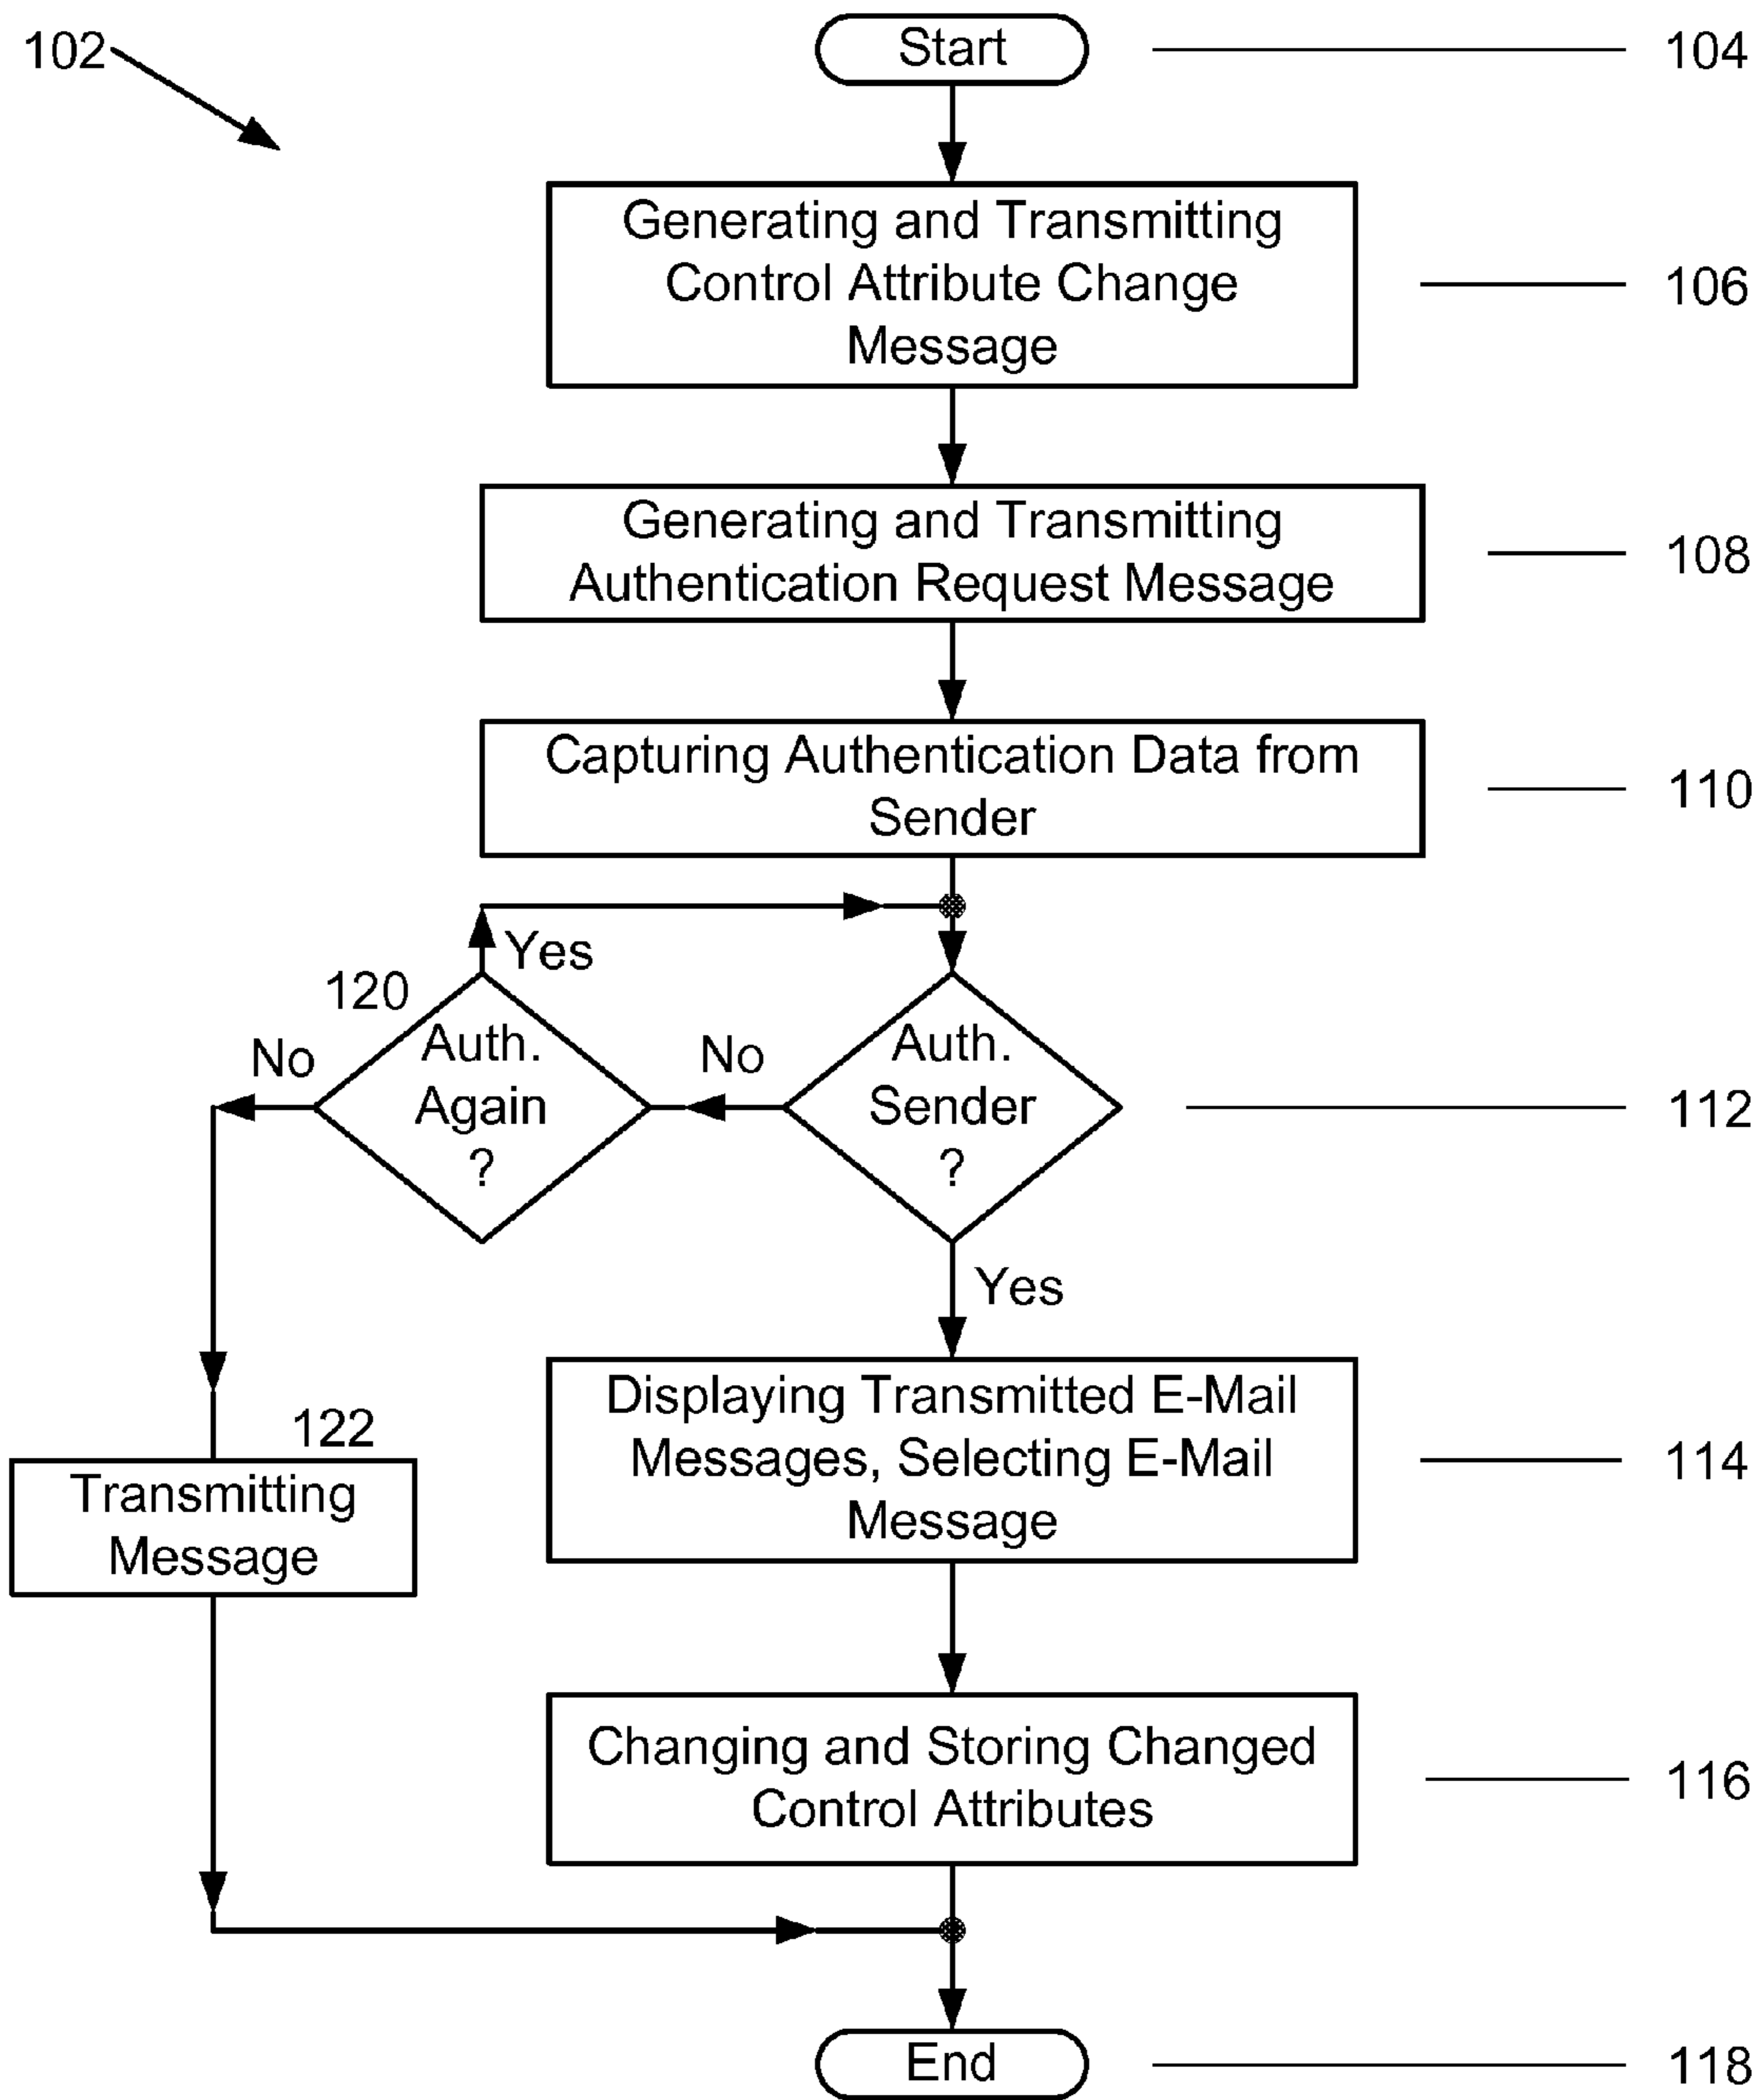 102
Start
104
Generating and Transmitting
Control Attribute Change
Message
106
Generating and Transmitting
Authentication Request Message
108
Capturing Authentication Data from
Sender
110
Yes
120
No
Auth.
Again
?
No
Auth.
Sender
?
112
Yes
Displaying Transmitted E-Mail
Messages, Selecting E-Mail
Message
114
122
Transmitting
Message
Changing and Storing Changed
Control Attributes
116
End
118